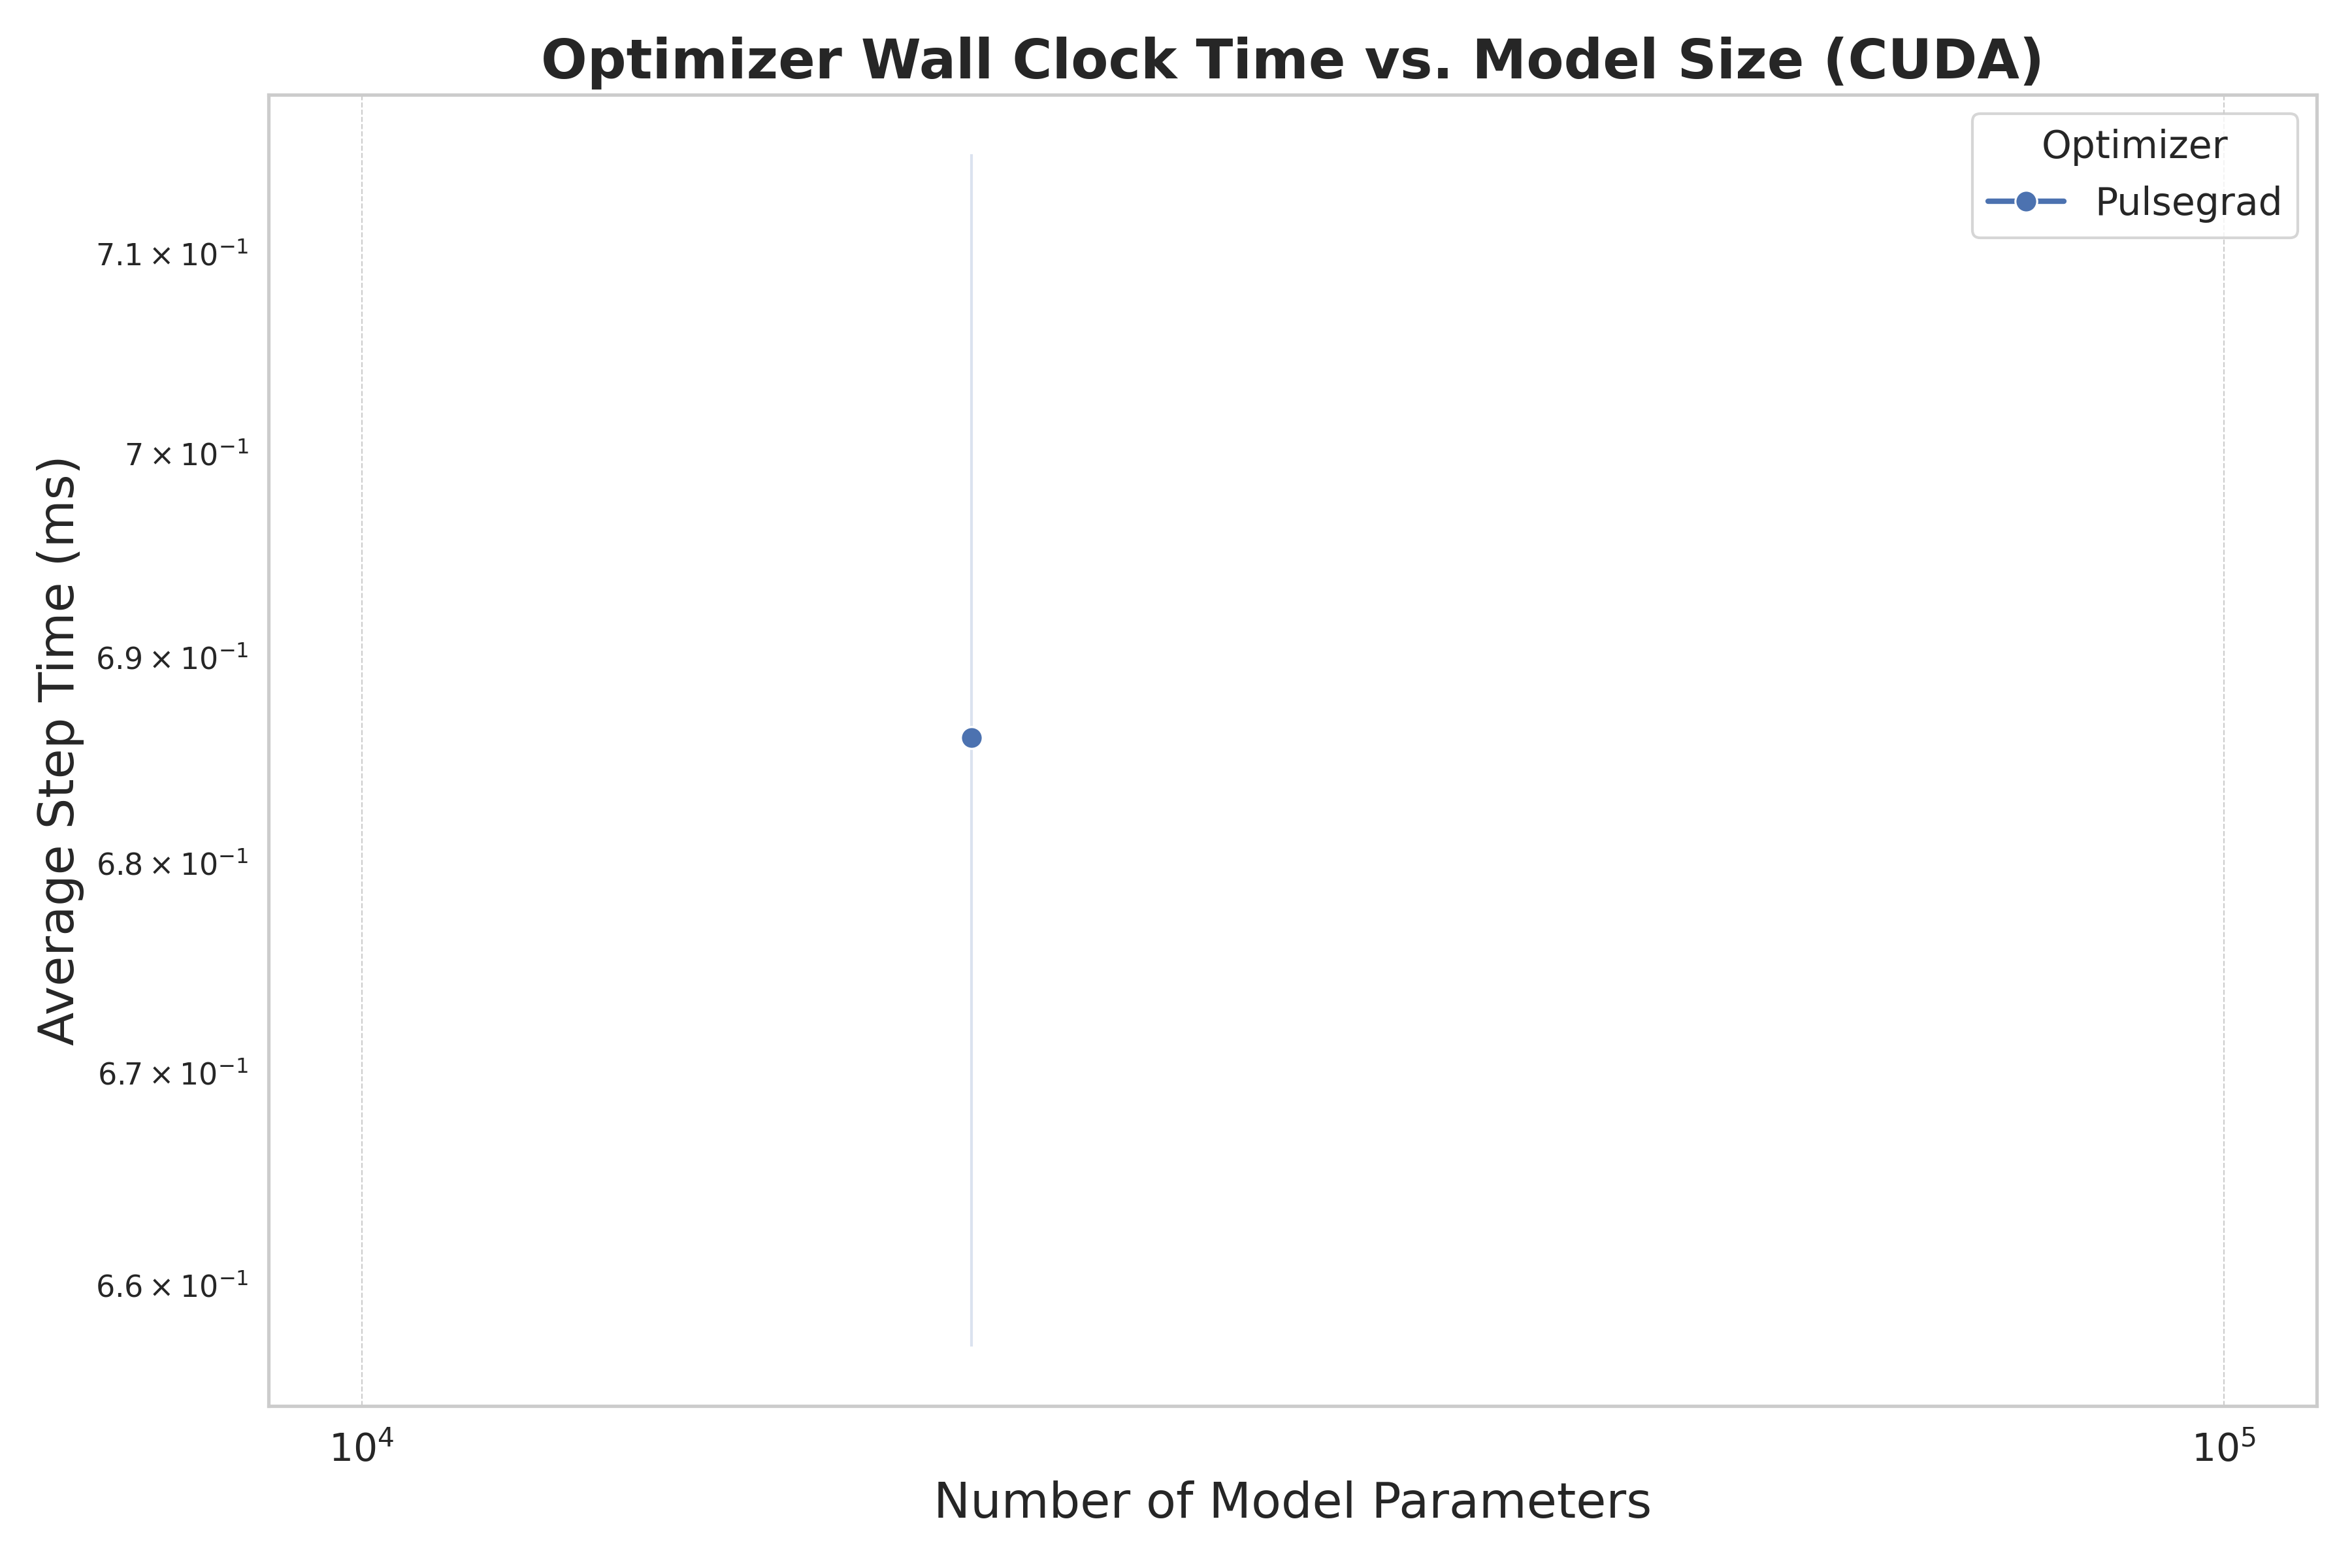 Optimizer Wall Clock Time vs. Model Size (CUDA)
Optimizer
Pulsegrad
7.1 × 10⁻¹
7 × 10⁻¹
6.9 × 10⁻¹
6.8 × 10⁻¹
6.7 × 10⁻¹
6.6 × 10⁻¹
Average Step Time (ms)
10⁴
10⁵
Number of Model Parameters